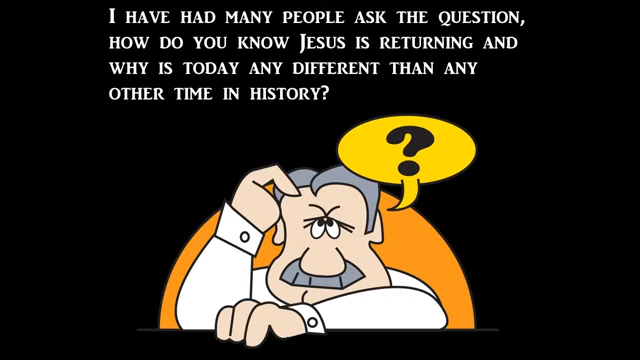 I have had many people ask the question,
how do you know Jesus is returning and
why is today any different than any
other time in history?
?